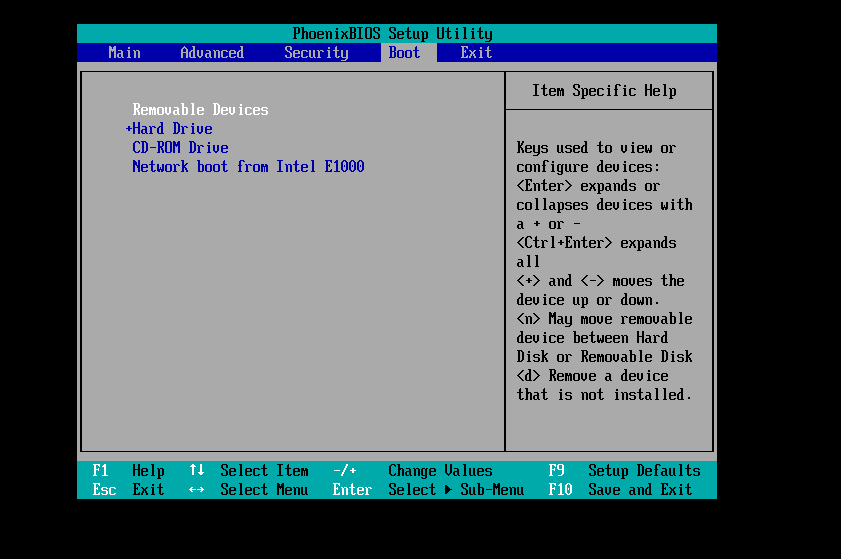 PhoenixBIOS Setup Utility
Main Advanced Security Boot Exit
Removable Devices
+Hard Drive
CD-ROM Drive
Network boot from Intel E1000
Item Specific Help
Keys used to view or
configure devices:
<Enter> expands or
collapses devices with
a + or -
<Ctrl+Enter> expands
all
<+> and <-> moves the
device up or down.
<n> May move removable
device between Hard
Disk or Removable Disk
<d> Remove a device
that is not installed.
F1 Help ↑↓ Select Item -/+ Change Values F9 Setup Defaults
Esc Exit ↔ Select Menu Enter Select ▶ Sub-Menu F10 Save and Exit